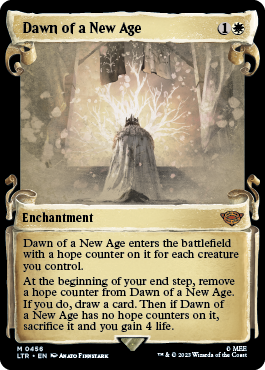 Dawn of a New Age 1
Enchantment
Dawn of a New Age enters the battlefield
with a hope counter on it for each creature
you control.
At the beginning of your end step, remove
a hope counter from Dawn of a New Age.
If you do, draw a card. Then if Dawn of
a New Age has no hope counters on it,
sacrifice it and you gain 4 life.
M 0456
LTR • EN ANATO FINNSTARK
© MEE
™ & © 2023 Wizards of the Coast